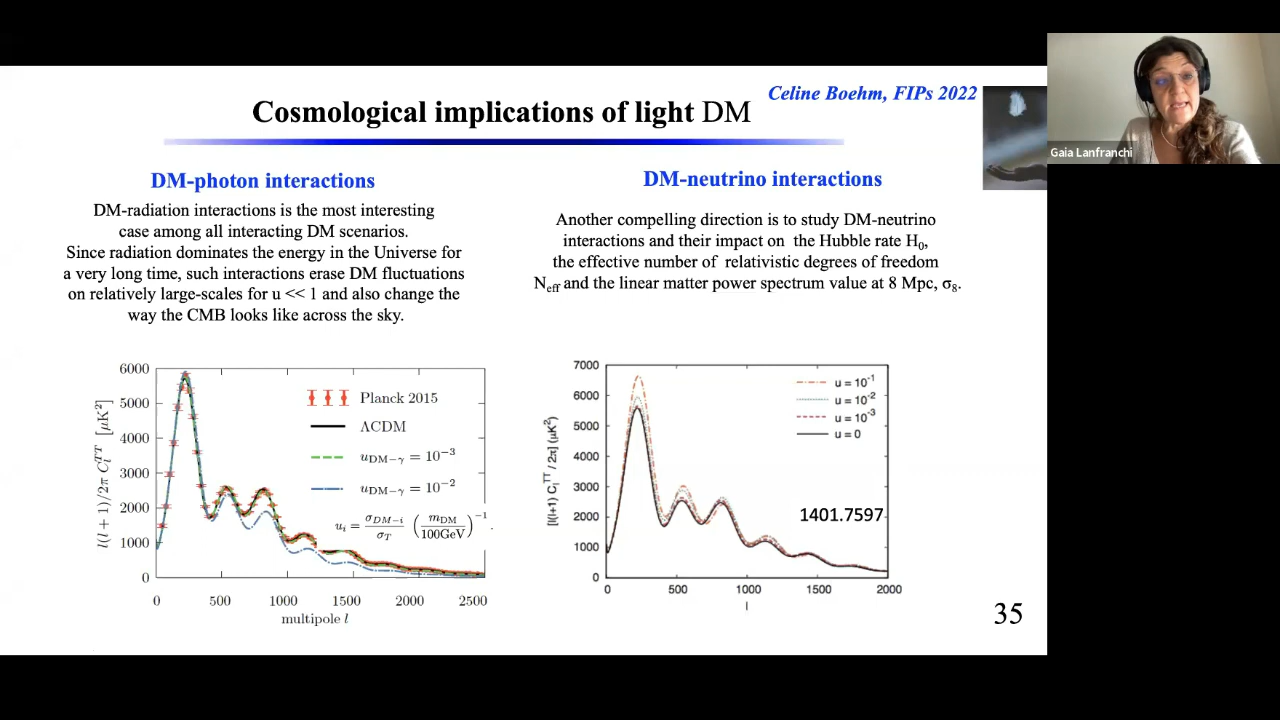 Celine Boehm, FIPs 2022
Cosmological implications of light DM
Gaia Lanfranchi
DM-photon interactions
DM-radiation interactions is the most interesting
case among all interacting DM scenarios.
Since radiation dominates the energy in the Universe for
a very long time, such interactions erase DM fluctuations
on relatively large-scales for u << 1 and also change the
way the CMB looks like across the sky.
DM-neutrino interactions
Another compelling direction is to study DM-neutrino
interactions and their impact on the Hubble rate H₀,
the effective number of relativistic degrees of freedom
Neff and the linear matter power spectrum value at 8 Mpc, σ₈.
l(l + 1)/2π C_l^TT [μK²]
6000
5000
4000
3000
2000
1000
0
Planck 2015
ΛCDM
u_DM−γ = 10⁻³
u_DM−γ = 10⁻²
u_i = σ_DM−i / σ_T (m_DM / 100GeV)⁻¹ .
0 500 1000 1500 2000 2500
multipole l
[l(l+1) C_l^TT / 2π] (μK²)
7000
6000
5000
4000
3000
2000
1000
0
u = 10⁻¹
u = 10⁻²
u = 10⁻³
u = 0
1401.7597
0 500 1000 1500 2000
l
35